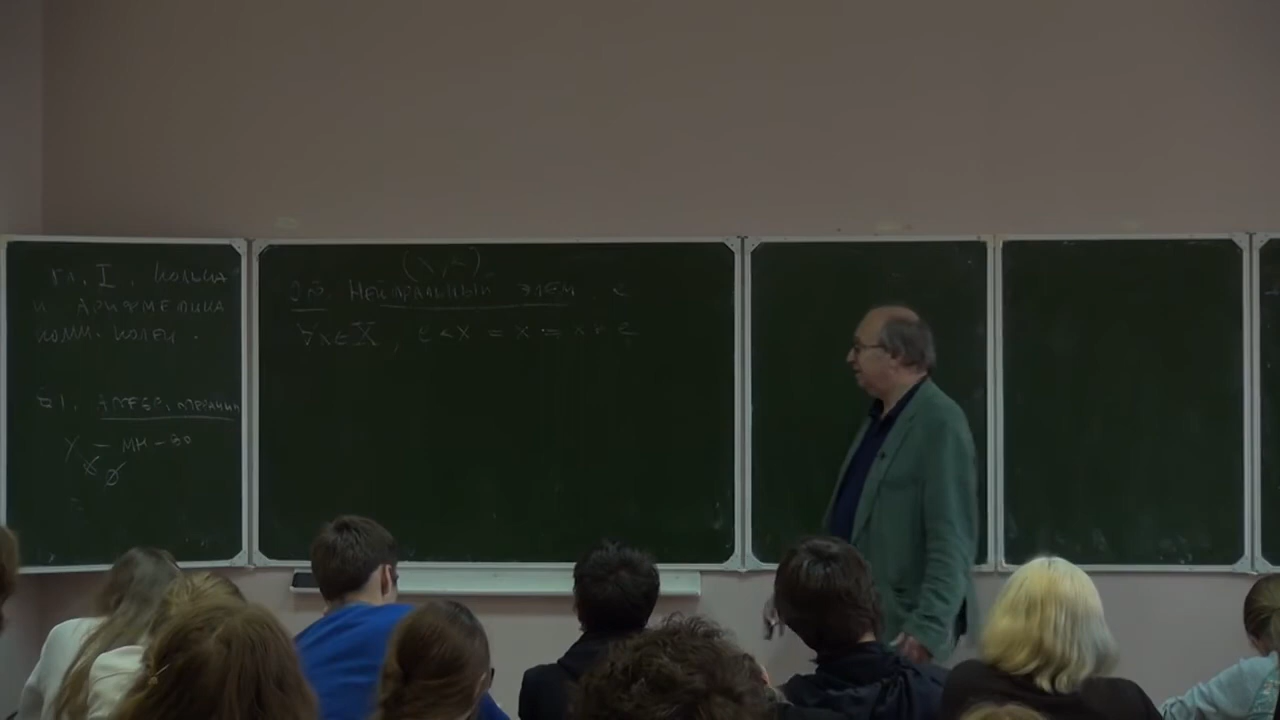 гл. I. Кольца
и арифметика
комм. колец.
§1. Алгебр. операции
X – мн-во
∅
(X, *)
Нейтральный элем. e
∀x∈X, e * x = x = x * e